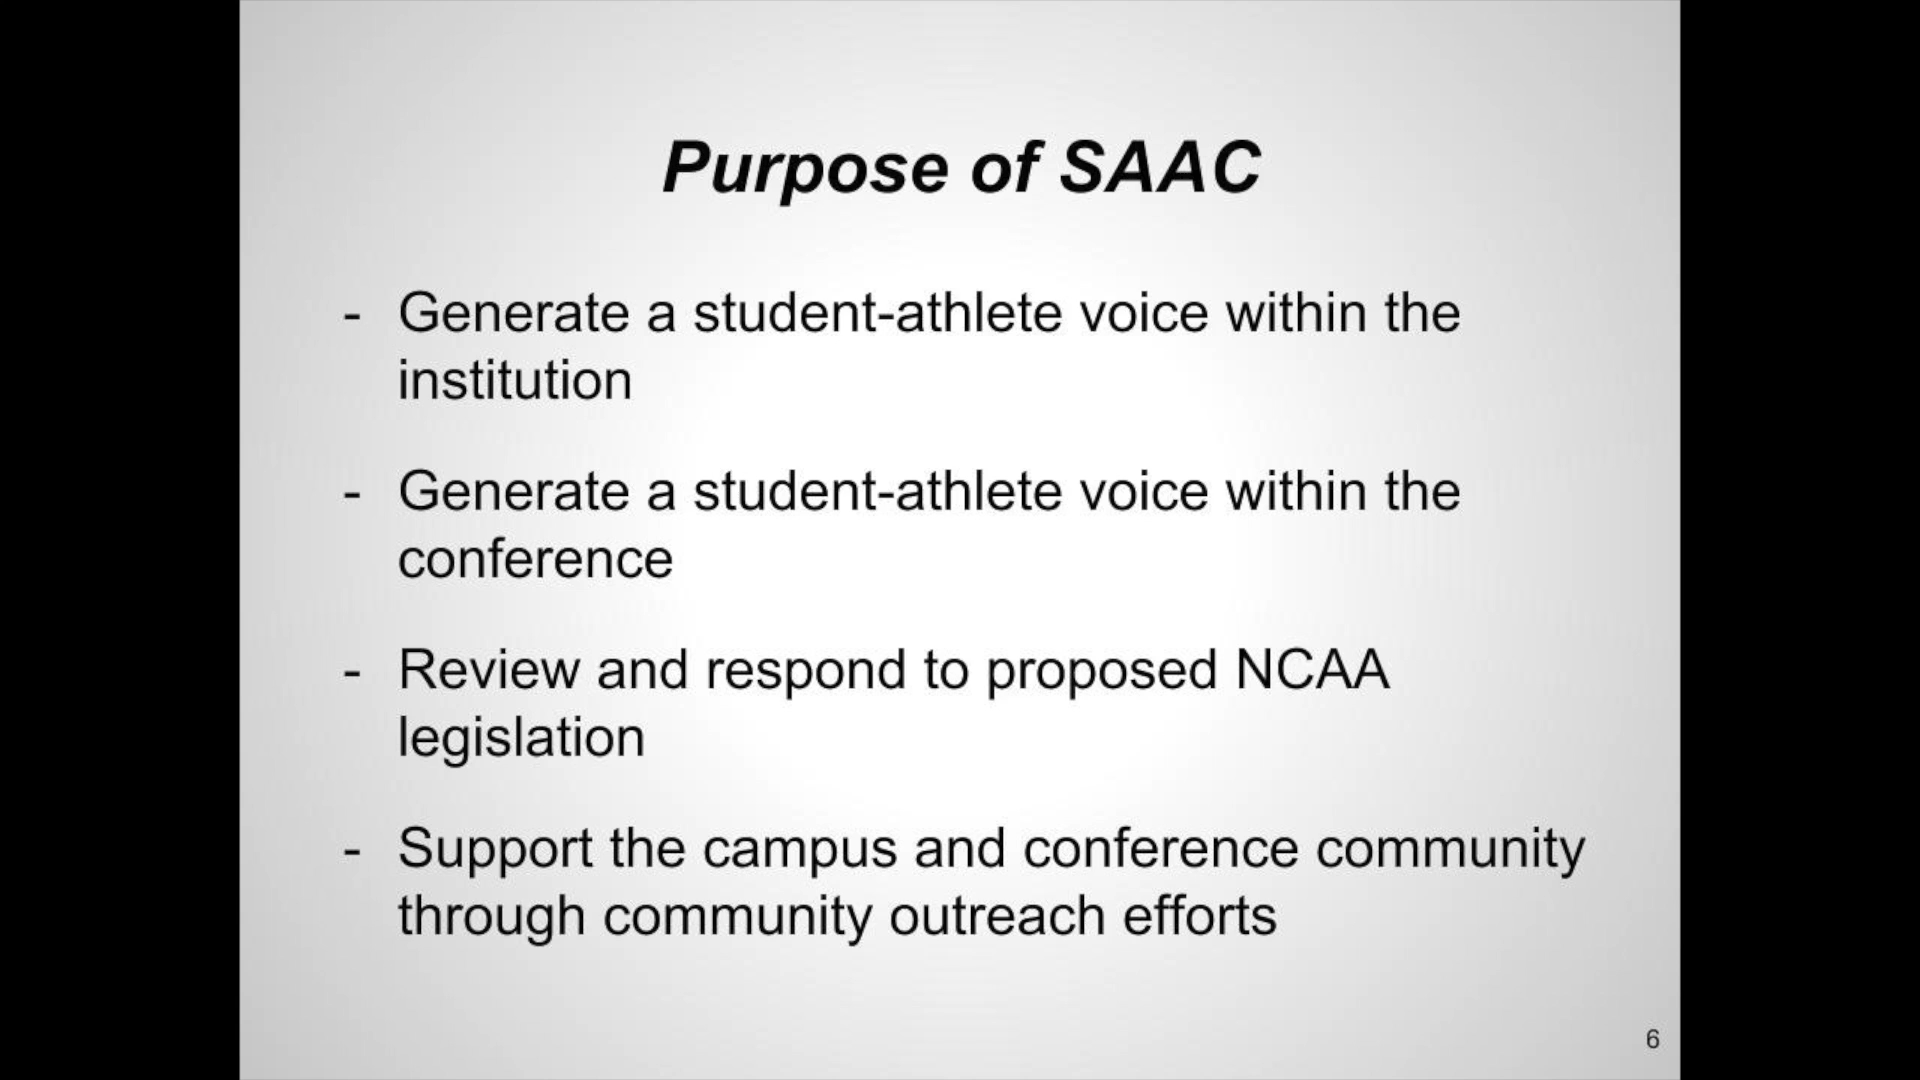 Purpose of SAAC
- Generate a student-athlete voice within the
institution
- Generate a student-athlete voice within the
conference
- Review and respond to proposed NCAA
legislation
- Support the campus and conference community
through community outreach efforts
6